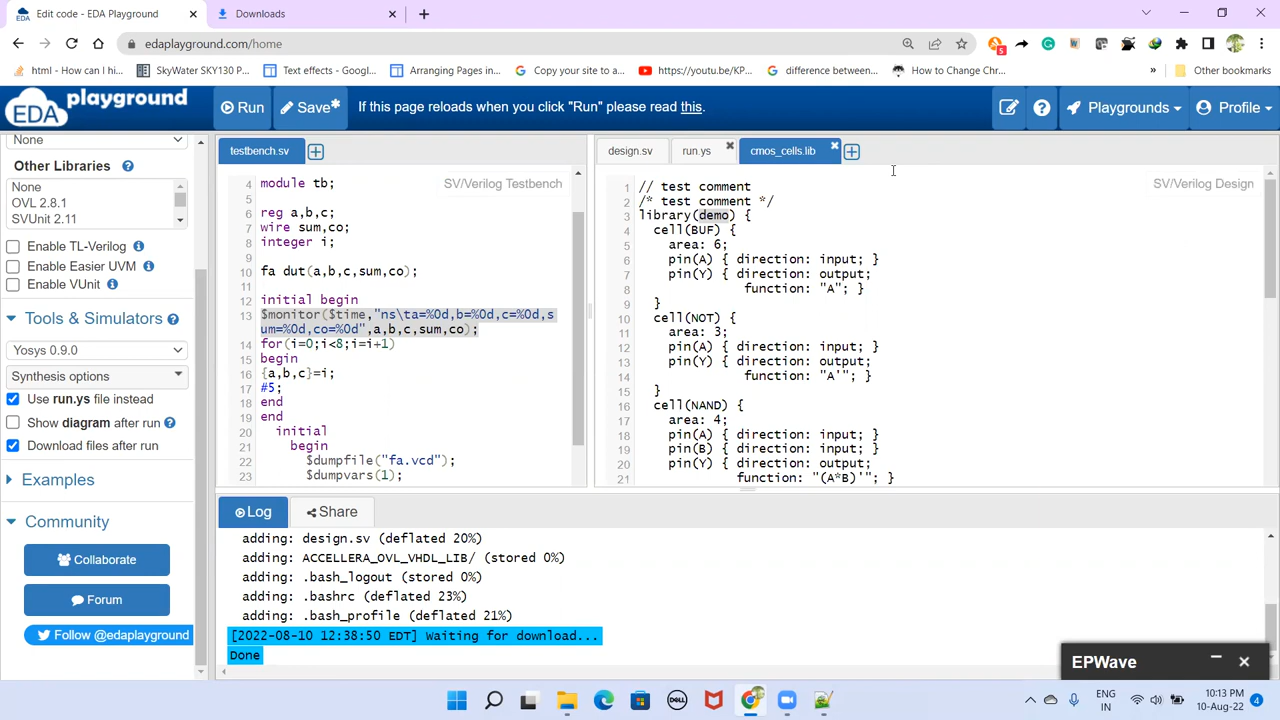 Edit code - EDA Playground
Downloads
edaplayground.com/home
5
html - How can I hi...
SkyWater SKY130 P...
Text effects - Googl...
Arranging Pages in...
Copy your site to a...
https://youtu.be/KP...
difference between...
How to Change Chr...
»
Other bookmarks
EDA playground
Run
Save*
If this page reloads when you click "Run" please read this.
Playgrounds
Profile
None
Other Libraries
None
OVL 2.8.1
SVUnit 2.11
Enable TL-Verilog
Enable Easier UVM
Enable VUnit
Tools & Simulators
Yosys 0.9.0
Synthesis options
Use run.ys file instead
Show diagram after run
Download files after run
Examples
Community
Collaborate
Forum
Follow @edaplayground
testbench.sv
SV/Verilog Testbench
4 module tb;
5
6 reg a,b,c;
7 wire sum,co;
8 integer i;
9
10 fa dut(a,b,c,sum,co);
11
12 initial begin
13 $monitor($time,"ns\ta=%0d,b=%0d,c=%0d,s
um=%0d,co=%0d",a,b,c,sum,co);
14 for(i=0;i<8;i=i+1)
15 begin
16 {a,b,c}=i;
17 #5;
18 end
19 end
20 initial
21 begin
22 $dumpfile("fa.vcd");
23 $dumpvars(1);
design.sv
run.ys
cmos_cells.lib
SV/Verilog Design
1 // test comment
2 /* test comment */
3 library(demo) {
4 cell(BUF) {
5 area: 6;
6 pin(A) { direction: input; }
7 pin(Y) { direction: output;
8 function: "A"; }
9 }
10 cell(NOT) {
11 area: 3;
12 pin(A) { direction: input; }
13 pin(Y) { direction: output;
14 function: "A'"; }
15 }
16 cell(NAND) {
17 area: 4;
18 pin(A) { direction: input; }
19 pin(B) { direction: input; }
20 pin(Y) { direction: output;
21 function: "(A*B)'"; }
Log
Share
adding: design.sv (deflated 20%)
adding: ACCELLERA_OVL_VHDL_LIB/ (stored 0%)
adding: .bash_logout (stored 0%)
adding: .bashrc (deflated 23%)
adding: .bash_profile (deflated 21%)
[2022-08-10 12:38:50 EDT] Waiting for download...
Done
EPWave
DELL
ENG
IN
10:13 PM
10-Aug-22
4